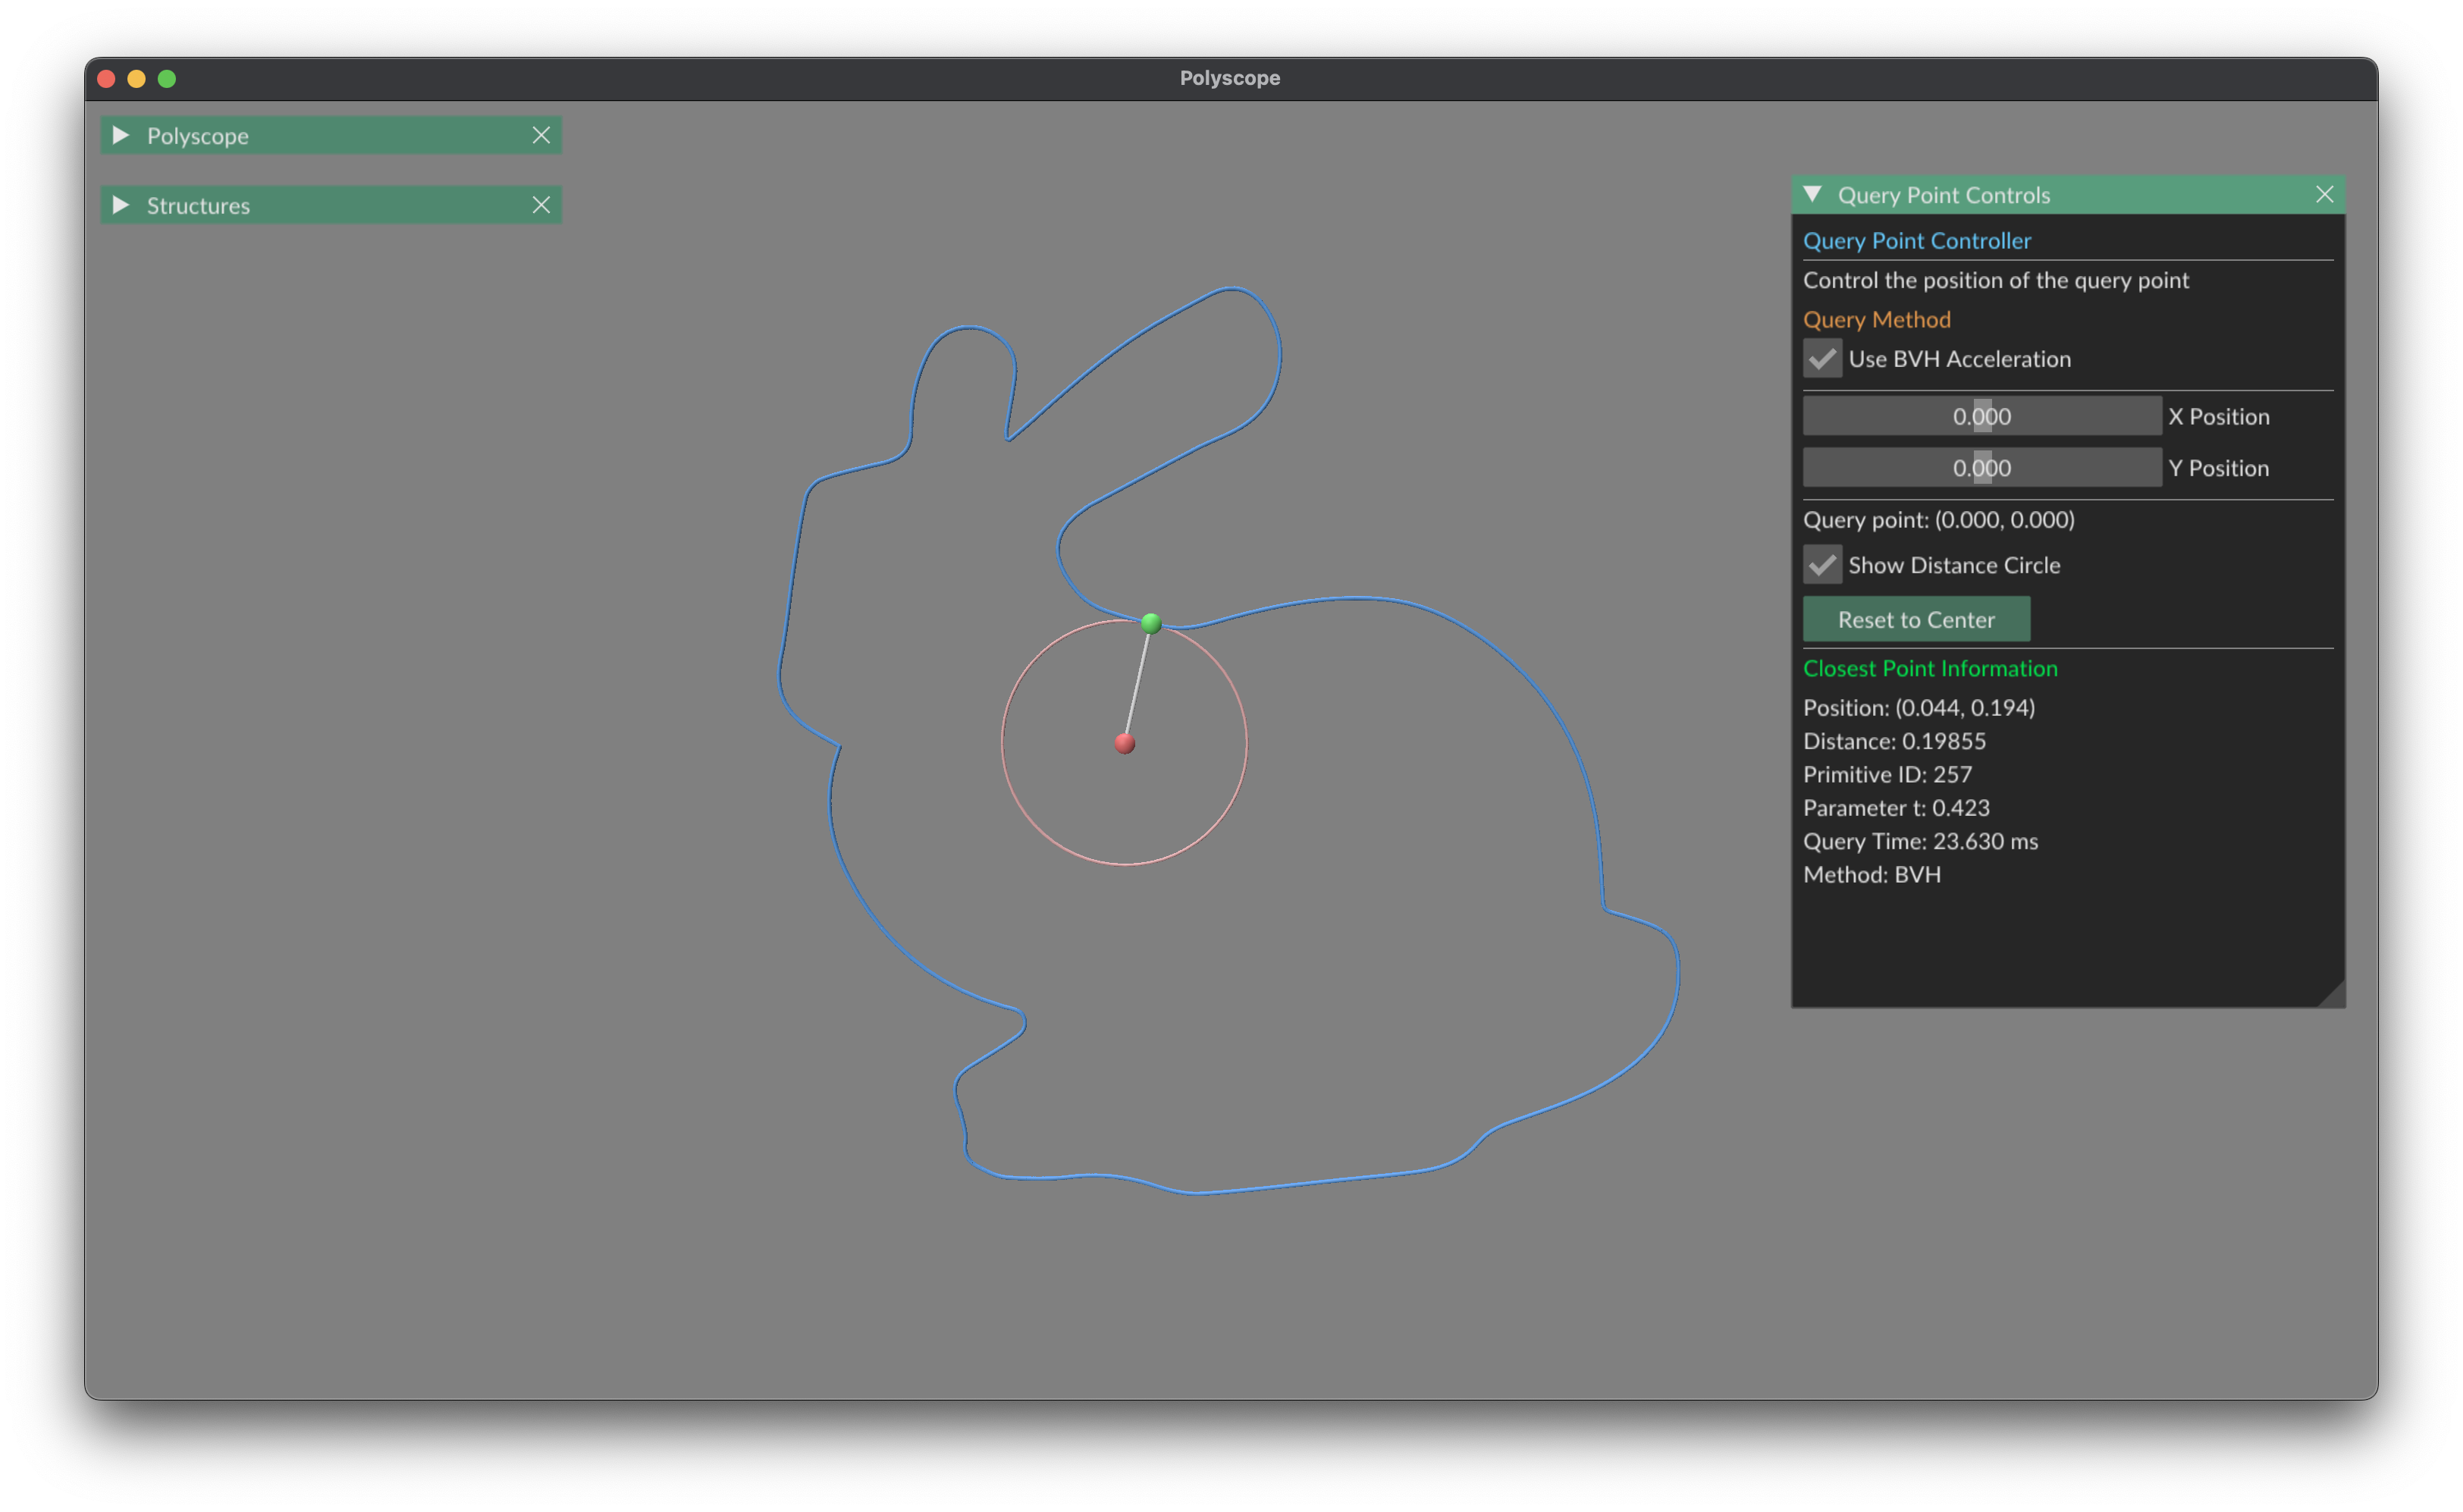 Polyscope
Polyscope
Structures
Query Point Controls
Query Point Controller
Control the position of the query point
Query Method
Use BVH Acceleration
0.000 X Position
0.000 Y Position
Query point: (0.000, 0.000)
Show Distance Circle
Reset to Center
Closest Point Information
Position: (0.044, 0.194)
Distance: 0.19855
Primitive ID: 257
Parameter t: 0.423
Query Time: 23.630 ms
Method: BVH